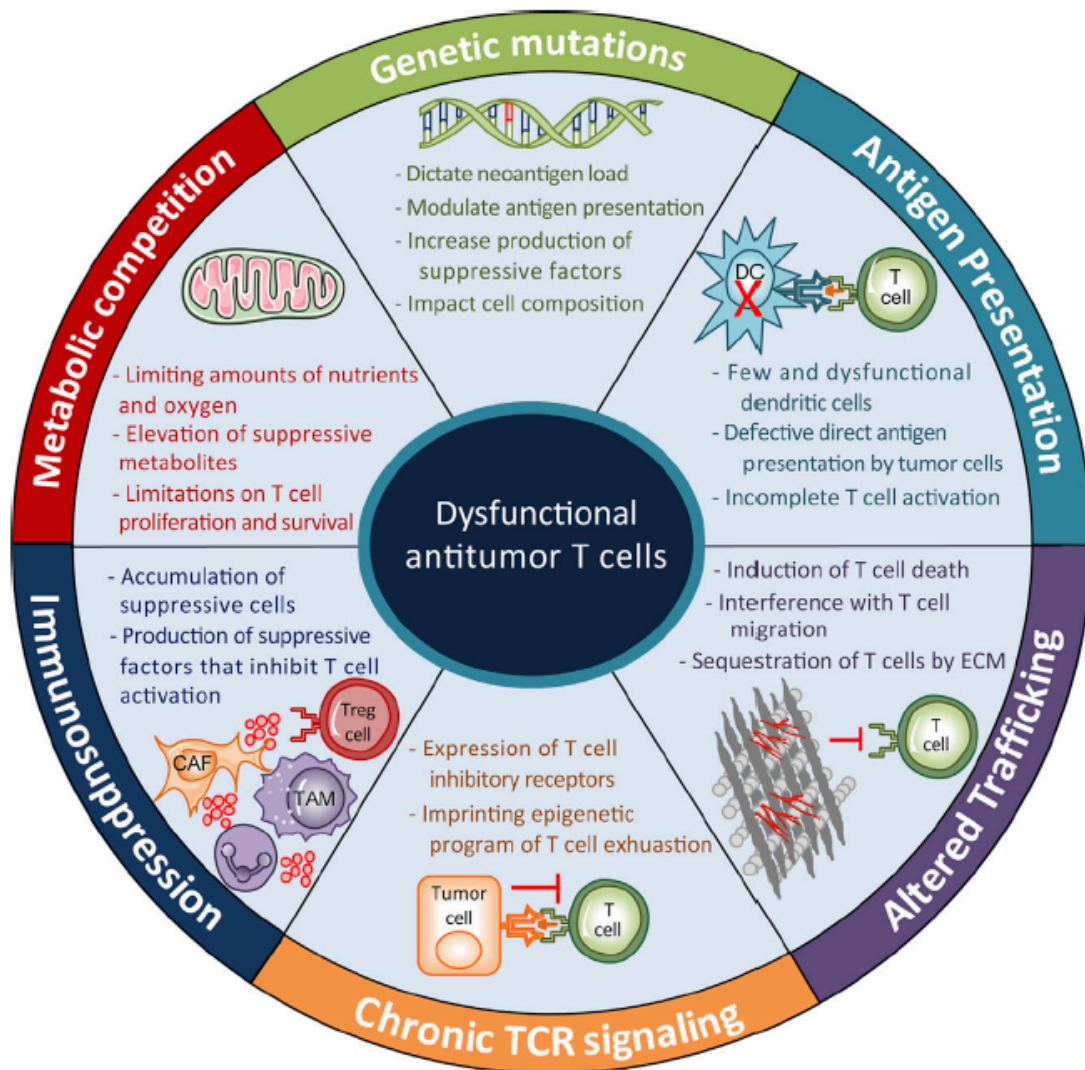 Genetic mutations
- Dictate neoantigen load
- Modulate antigen presentation
- Increase production of
suppressive factors
- Impact cell composition
Antigen Presentation
DC
X
T
cell
- Few and dysfunctional
dendritic cells
- Defective direct antigen
presentation by tumor cells
- Incomplete T cell activation
Altered Trafficking
- Induction of T cell death
- Interference with T cell
migration
- Sequestration of T cells by ECM
T
cell
Chronic TCR signaling
- Expression of T cell
inhibitory receptors
- Imprinting epigenetic
program of T cell exhuastion
Tumor
cell
T
cell
Immunosuppression
- Accumulation of
suppressive cells
- Production of suppressive
factors that inhibit T cell
activation
Treg
cell
CAF
TAM
Metabolic competition
- Limiting amounts of nutrients
and oxygen
- Elevation of suppressive
metabolites
- Limitations on T cell
proliferation and survival
Dysfunctional
antitumor T cells